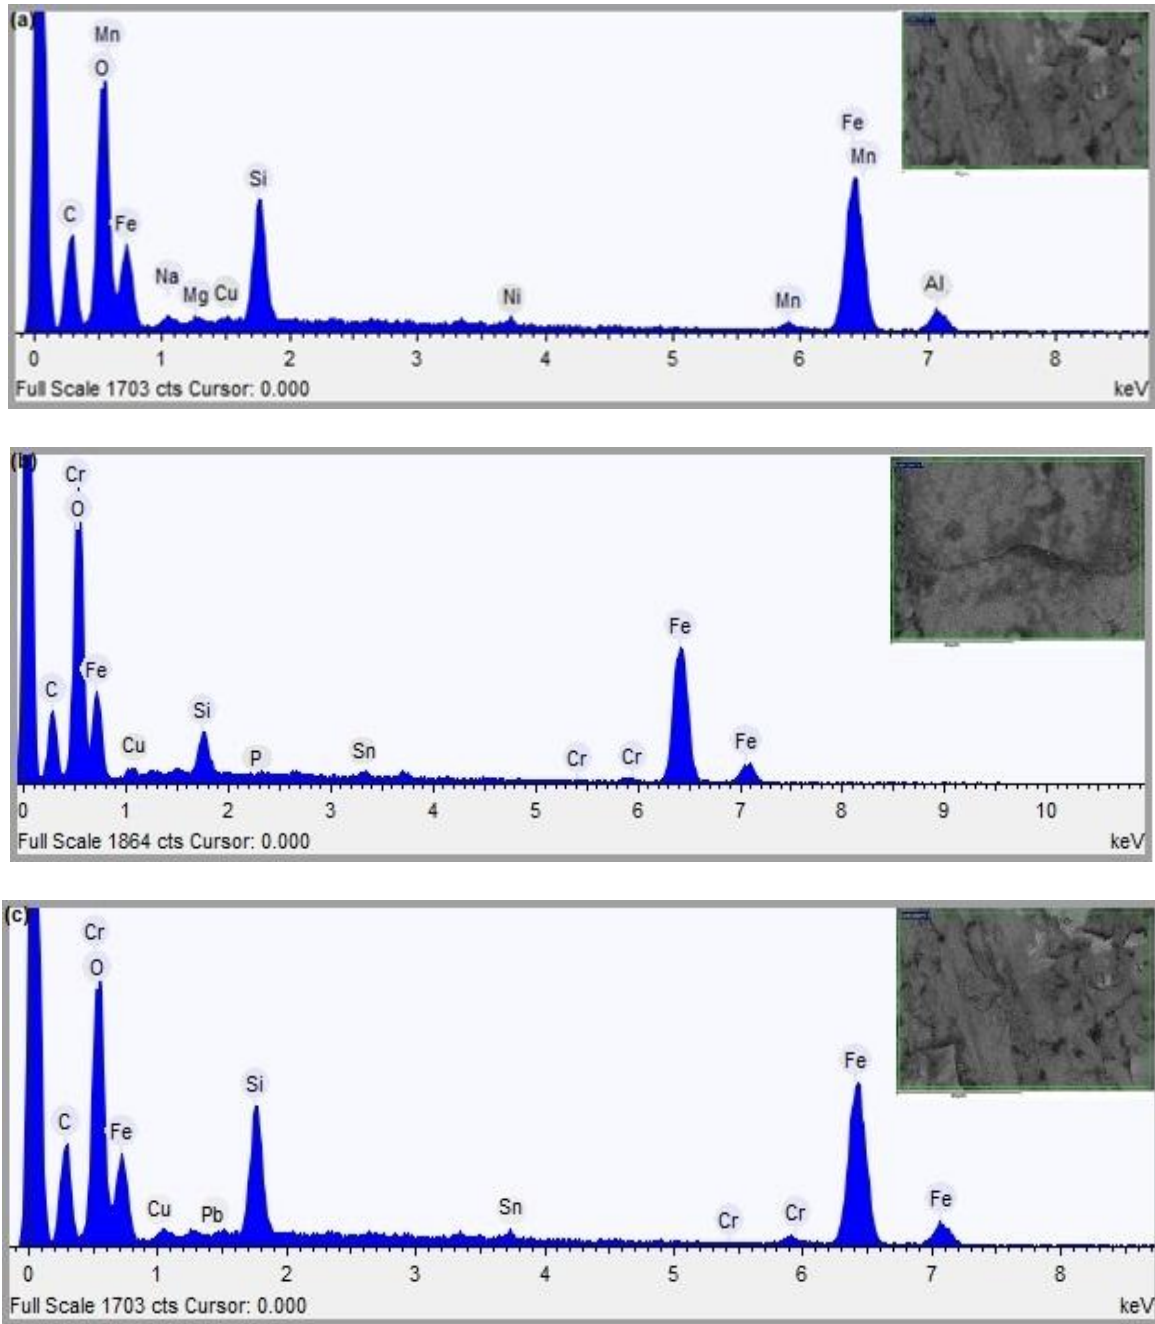 (a)
Mn
O
C
Fe
Na
Mg
Cu
Si
Ni
Mn
Fe
Mn
Al
0 1 2 3 4 5 6 7 8
Full Scale 1703 cts Cursor: 0.000 keV
(b)
Cr
O
C
Fe
Cu
Si
P
Sn
Cr
Cr
Fe
Fe
0 1 2 3 4 5 6 7 8 9 10
Full Scale 1864 cts Cursor: 0.000 keV
(c)
Cr
O
C
Fe
Cu
Pb
Si
Sn
Cr
Cr
Fe
Fe
0 1 2 3 4 5 6 7 8
Full Scale 1703 cts Cursor: 0.000 keV